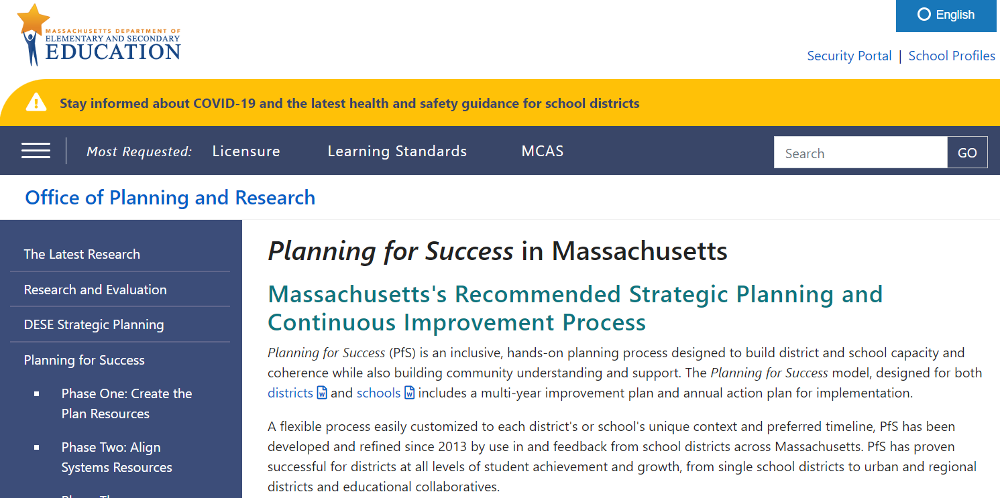 MASSACHUSETTS DEPARTMENT OF
ELEMENTARY AND SECONDARY
EDUCATION
English
Security Portal | School Profiles
Stay informed about COVID-19 and the latest health and safety guidance for school districts
Most Requested: Licensure Learning Standards MCAS Search GO
Office of Planning and Research
The Latest Research
Research and Evaluation
DESE Strategic Planning
Planning for Success
Phase One: Create the
Plan Resources
Phase Two: Align
Systems Resources
Planning for Success in Massachusetts
Massachusetts's Recommended Strategic Planning and
Continuous Improvement Process
Planning for Success (PfS) is an inclusive, hands-on planning process designed to build district and school capacity and
coherence while also building community understanding and support. The Planning for Success model, designed for both
districts and schools includes a multi-year improvement plan and annual action plan for implementation.
A flexible process easily customized to each district's or school's unique context and preferred timeline, PfS has been
developed and refined since 2013 by use in and feedback from school districts across Massachusetts. PfS has proven
successful for districts at all levels of student achievement and growth, from single school districts to urban and regional
districts and educational collaboratives.